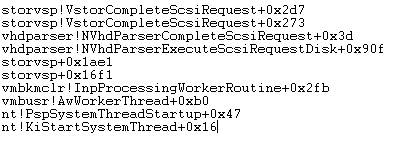 storvsp!VstorCompleteScsiRequest+0x2d7
storvsp!VstorCompleteScsiRequest+0x273
vhdparser!NVhdParserCompleteScsiRequest+0x3d
vhdparser!NVhdParserExecuteScsiRequestDisk+0x90f
storvsp+0x1ae1
storvsp+0x16f1
vmbkmclr!InpProcessingWorkerRoutine+0x2fb
vmbusr!AwWorkerThread+0xb0
nt!PspSystemThreadStartup+0x47
nt!KiStartSystemThread+0x16